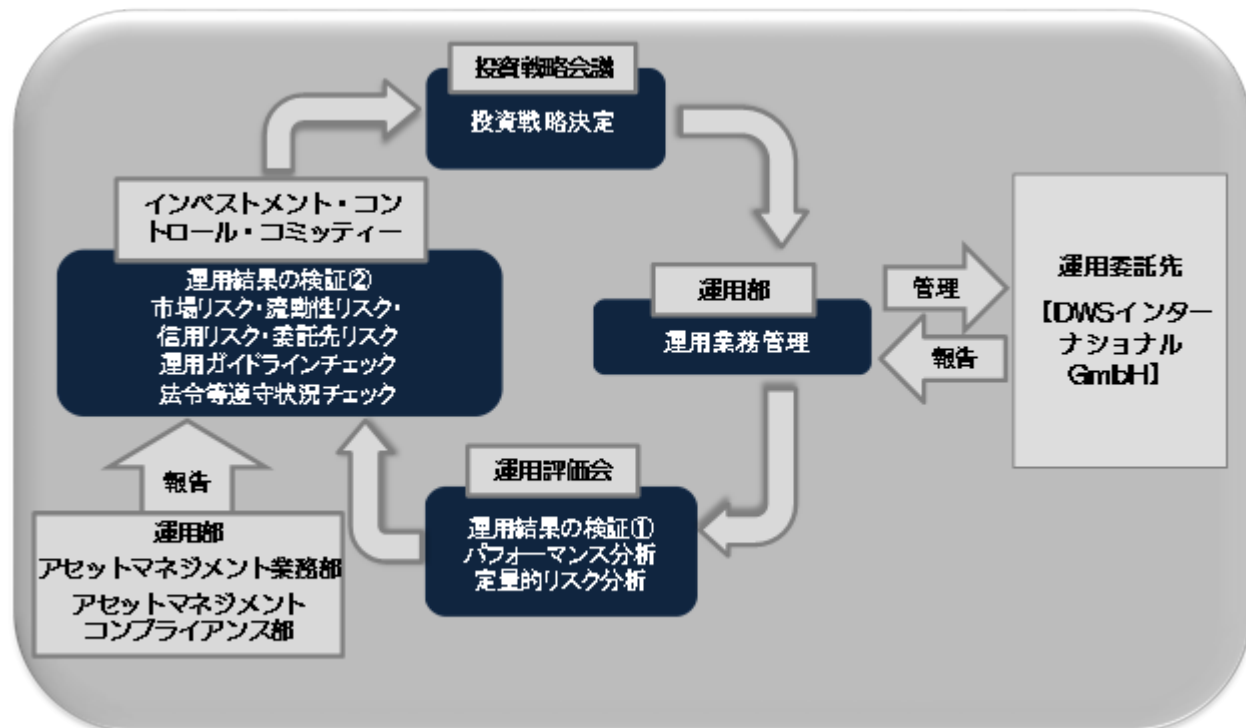 投資戦略会議
投資戦略決定
インベストメント・コン
トロール・コミッティー
運用結果の検証②
市場リスク・流動性リスク・
信用リスク・委託先リスク
運用ガイドラインチェック
法令等遵守状況チェック
運用部
運用業務管理
管理
報告
運用委託先
【DWSインター
ナショナル
GmbH】
運用評価会
運用結果の検証①
パフォーマンス分析
定量的リスク分析
報告
運用部
アセットマネジメント業務部
アセットマネジメント
コンプライアンス部